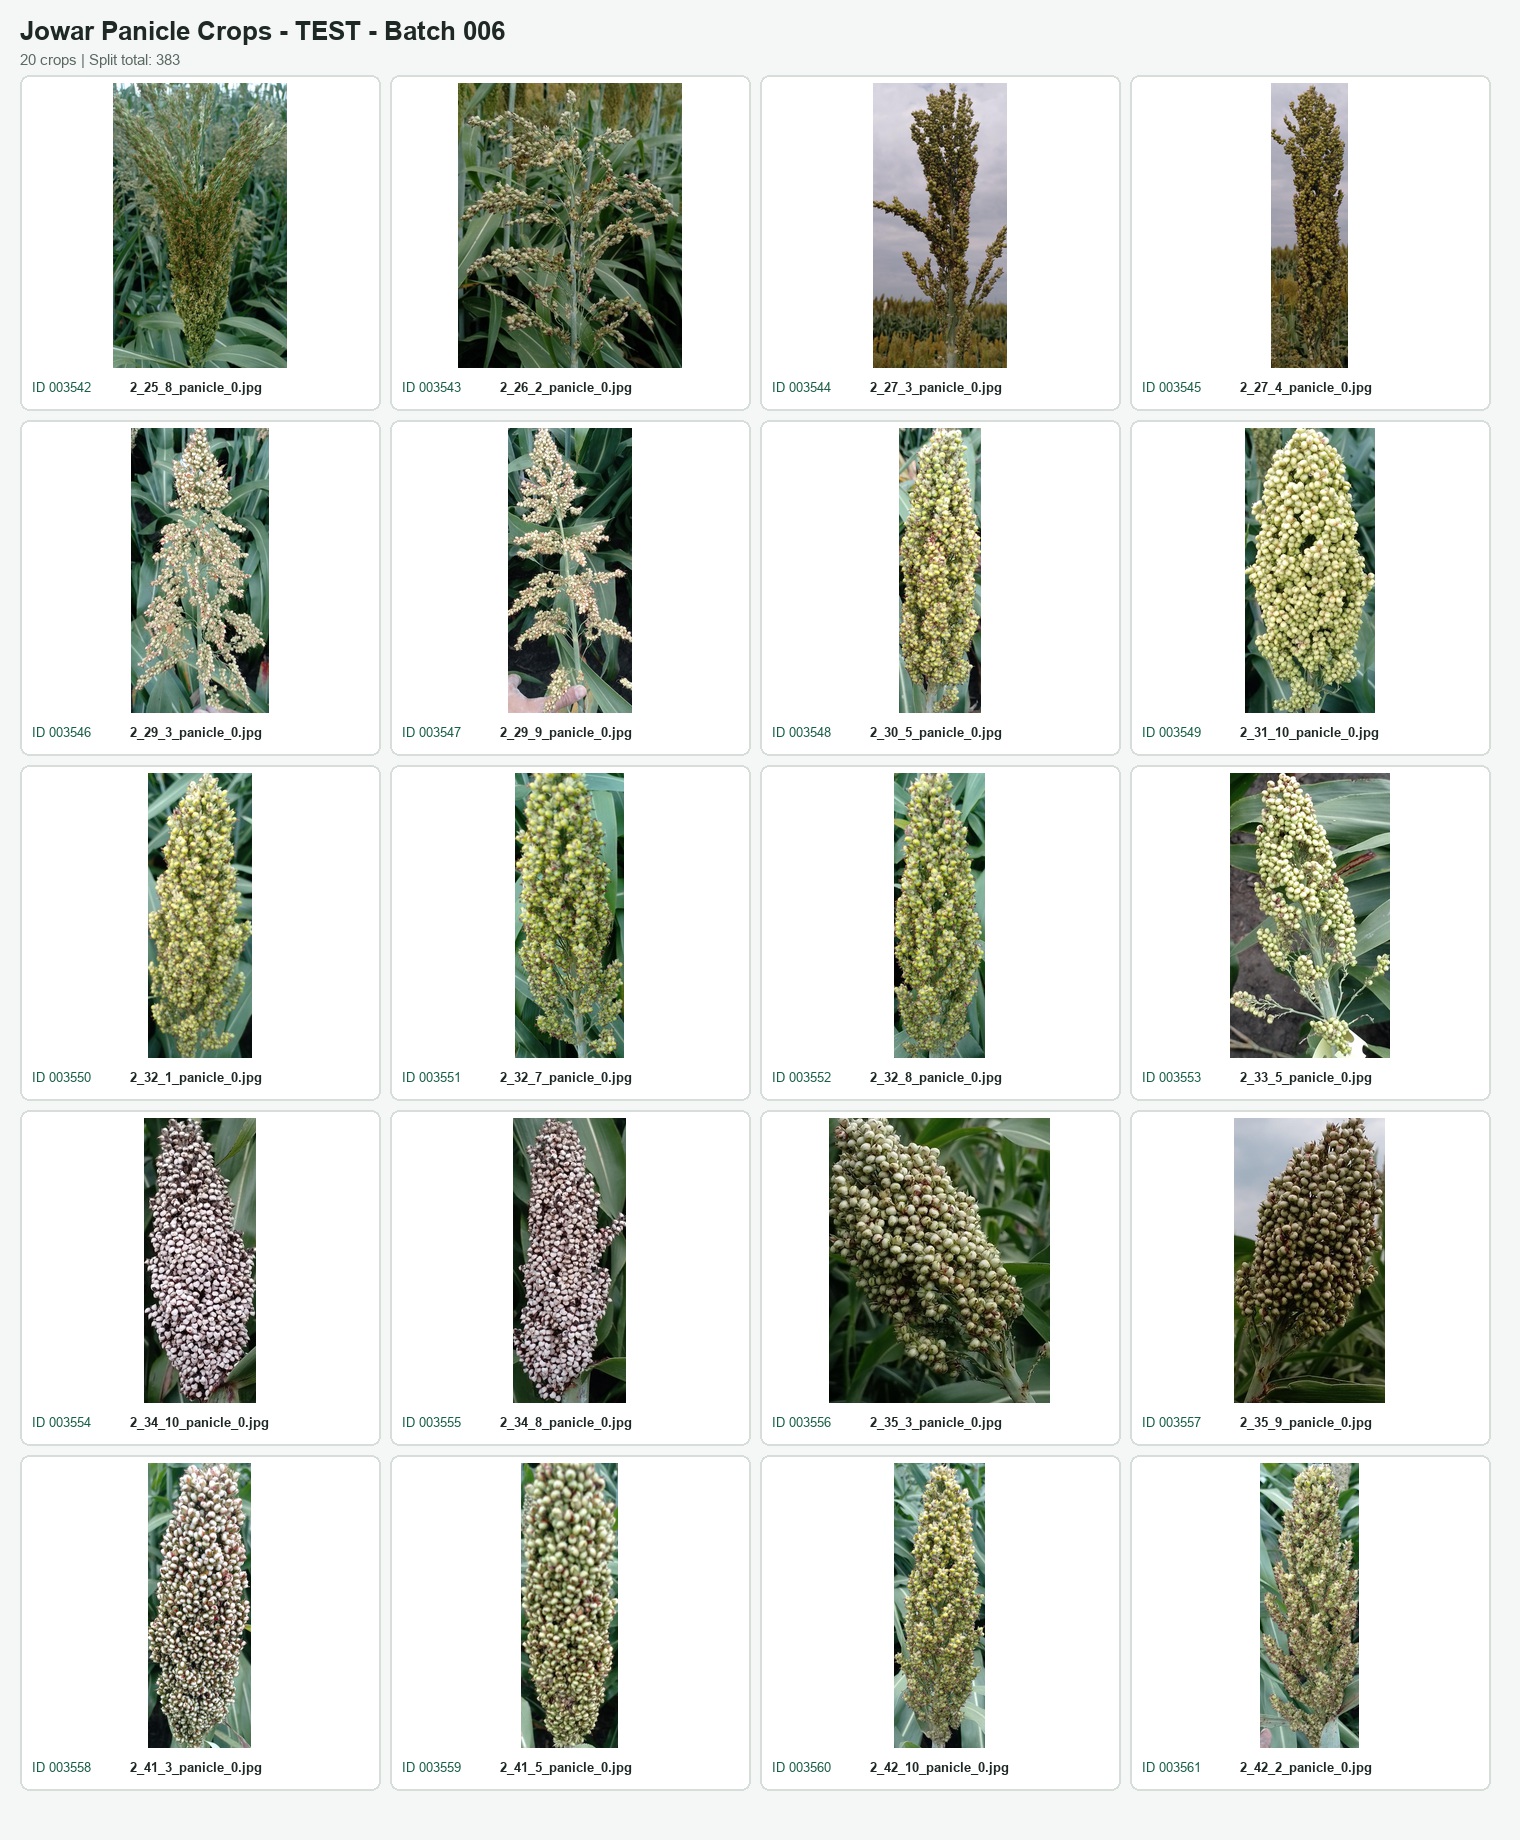 Jowar Panicle Crops - TEST - Batch 006
20 crops | Split total: 383
ID 003542 2_25_8_panicle_0.jpg
ID 003543 2_26_2_panicle_0.jpg
ID 003544 2_27_3_panicle_0.jpg
ID 003545 2_27_4_panicle_0.jpg
ID 003546 2_29_3_panicle_0.jpg
ID 003547 2_29_9_panicle_0.jpg
ID 003548 2_30_5_panicle_0.jpg
ID 003549 2_31_10_panicle_0.jpg
ID 003550 2_32_1_panicle_0.jpg
ID 003551 2_32_7_panicle_0.jpg
ID 003552 2_32_8_panicle_0.jpg
ID 003553 2_33_5_panicle_0.jpg
ID 003554 2_34_10_panicle_0.jpg
ID 003555 2_34_8_panicle_0.jpg
ID 003556 2_35_3_panicle_0.jpg
ID 003557 2_35_9_panicle_0.jpg
ID 003558 2_41_3_panicle_0.jpg
ID 003559 2_41_5_panicle_0.jpg
ID 003560 2_42_10_panicle_0.jpg
ID 003561 2_42_2_panicle_0.jpg